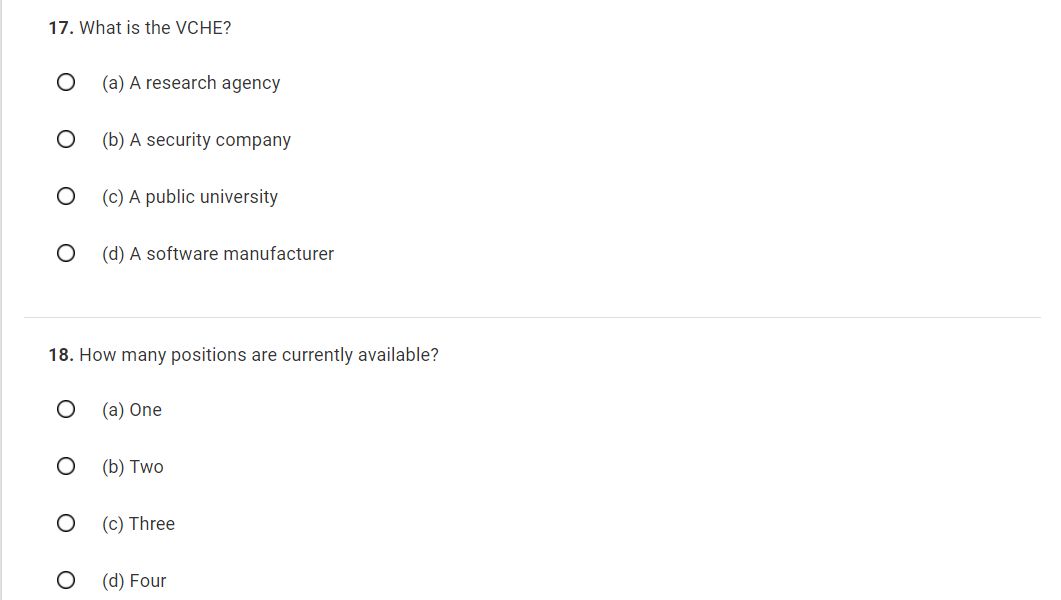 17. What is the VCHE?
(a) A research agency
(b) A security company
(c) A public university
(d) A software manufacturer
18. How many positions are currently available?
(a) One
(b) Two
(c) Three
(d) Four